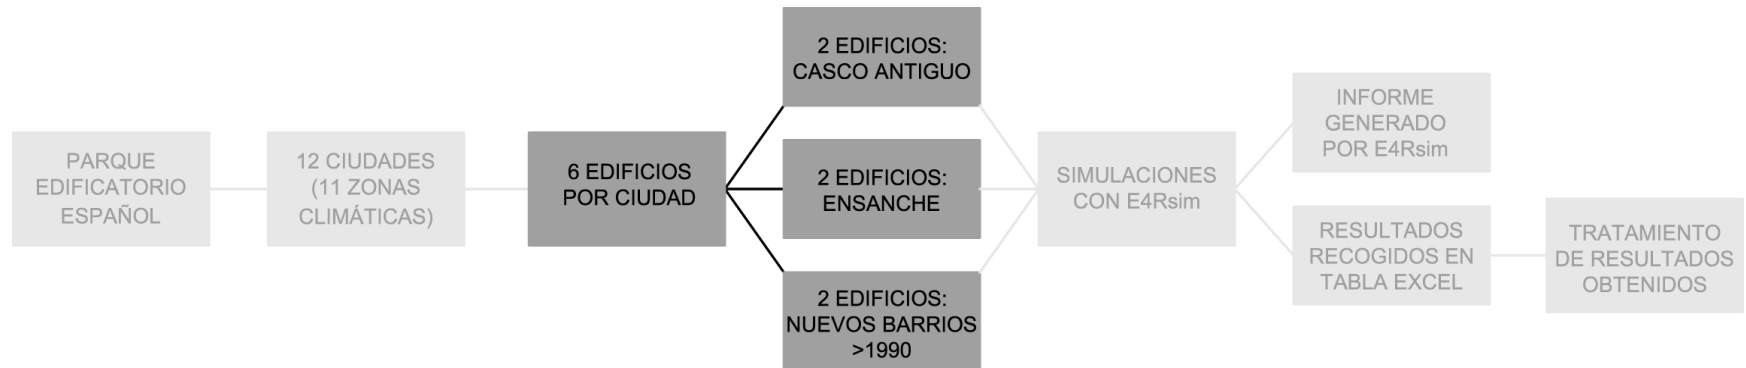 PARQUE
EDIFICATORIO
ESPAÑOL
12 CIUDADES
(11 ZONAS
CLIMÁTICAS)
6 EDIFICIOS
POR CIUDAD
2 EDIFICIOS:
CASCO ANTIGUO
2 EDIFICIOS:
ENSANCHE
2 EDIFICIOS:
NUEVOS BARRIOS
>1990
SIMULACIONES
CON E4Rsim
INFORME
GENERADO
POR E4Rsim
RESULTADOS
RECOGIDOS EN
TABLA EXCEL
TRATAMIENTO
DE RESULTADOS
OBTENIDOS